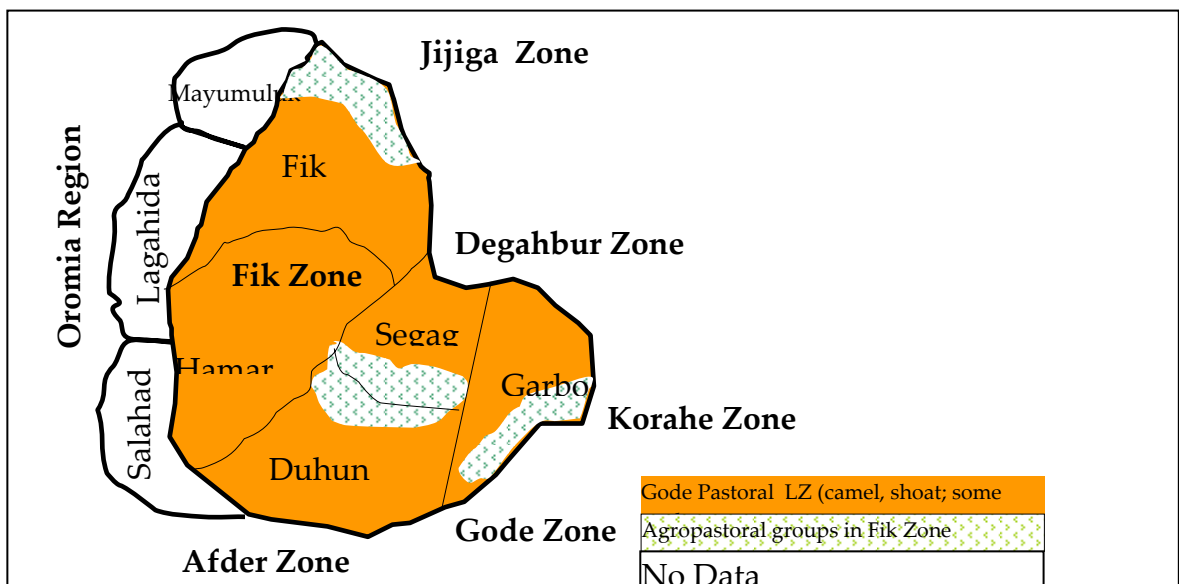 Jijiga Zone
Mayumuluk
Fik
Oromia Region
Lagahida
Degahbur Zone
Fik Zone
Segag
Hamar
Garbo
Salahad
Korahe Zone
Duhun
Gode Pastoral LZ (camel, shoat; some
Agropastoral groups in Fik Zone
Gode Zone
Afder Zone
No Data